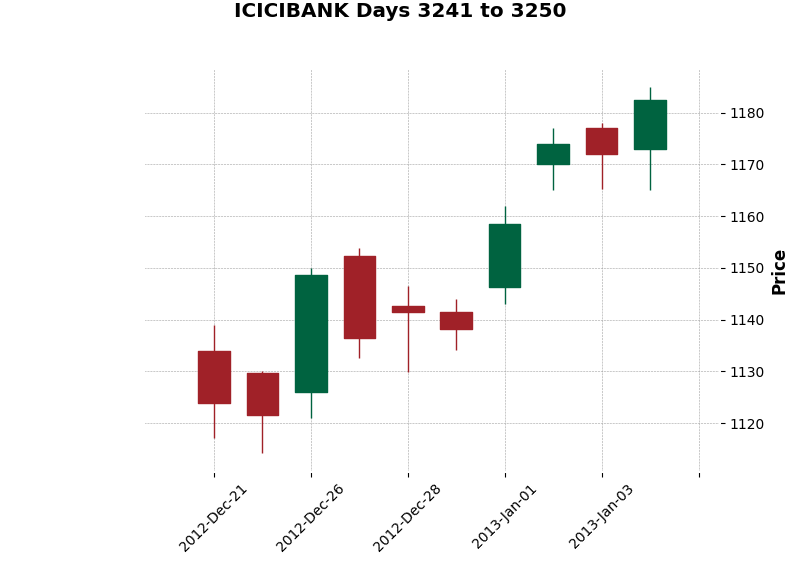 ICICIBANK Days 3241 to 3250
1180
1170
1160
1150
1140
1130
1120
Price
2012-Dec-21
2012-Dec-26
2012-Dec-28
2013-Jan-01
2013-Jan-03